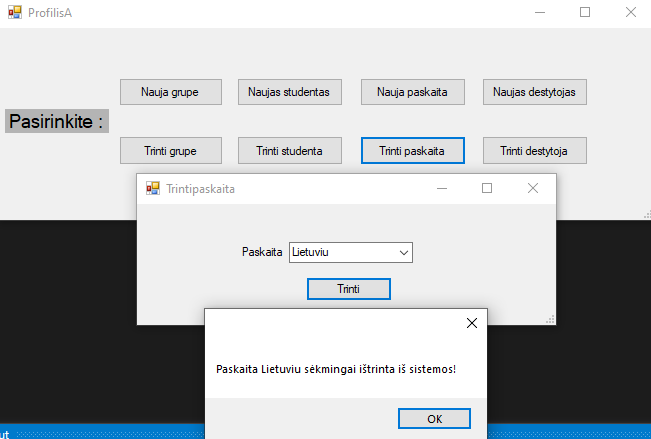 ProfilisA
Nauja grupe Naujas studentas Nauja paskaita Naujas destytojas
Pasirinkite :
Trinti grupe Trinti studenta Trinti paskaita Trinti destytoja
Trintipaskaita
Paskaita Lietuviu
Trinti
Paskaita Lietuviu sėkmingai ištrinta iš sistemos!
OK
ut